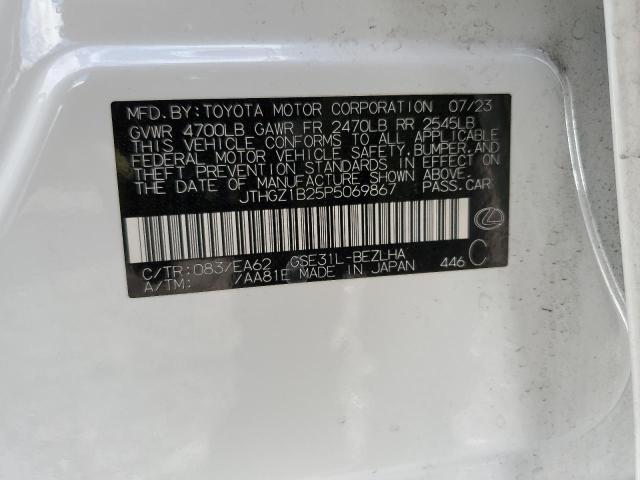 MFD.BY:TOYOTA MOTOR CORPORATION 07/23
GVWR 4700LB GAWR FR 2470LB RR 2545LB
THIS VEHICLE CONFORMS TO ALL APPLICABLE
FEDERAL MOTOR VEHICLE SAFETY,BUMPER,AND
THEFT PREVENTION STANDARDS IN EFFECT ON
THE DATE OF MANUFACTURE SHOWN ABOVE.
JTHGZ1B25P5069867 PASS.CAR
C/TR:083/EA62 GSE31L-BEZLHA
A/TM: /AA81E MADE IN JAPAN 446 C